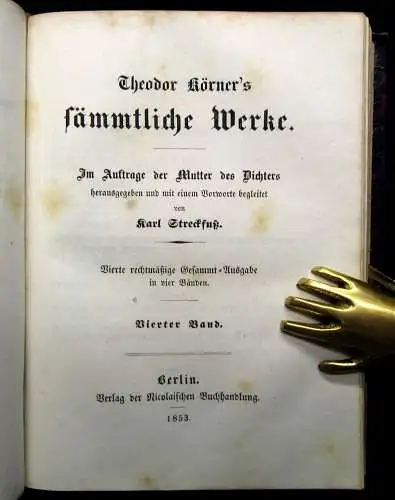 Theodor Körner's
sämmtliche Werke.
Im Auftrage der Mutter des Dichters
herausgegeben und mit einem Vorworte begleitet
von
Karl Streckfuß.
Vierte rechtmäßige Gesammt-Ausgabe
in vier Bänden.
Vierter Band.
Berlin.
Verlag der Nicolaischen Buchhandlung.
1853.